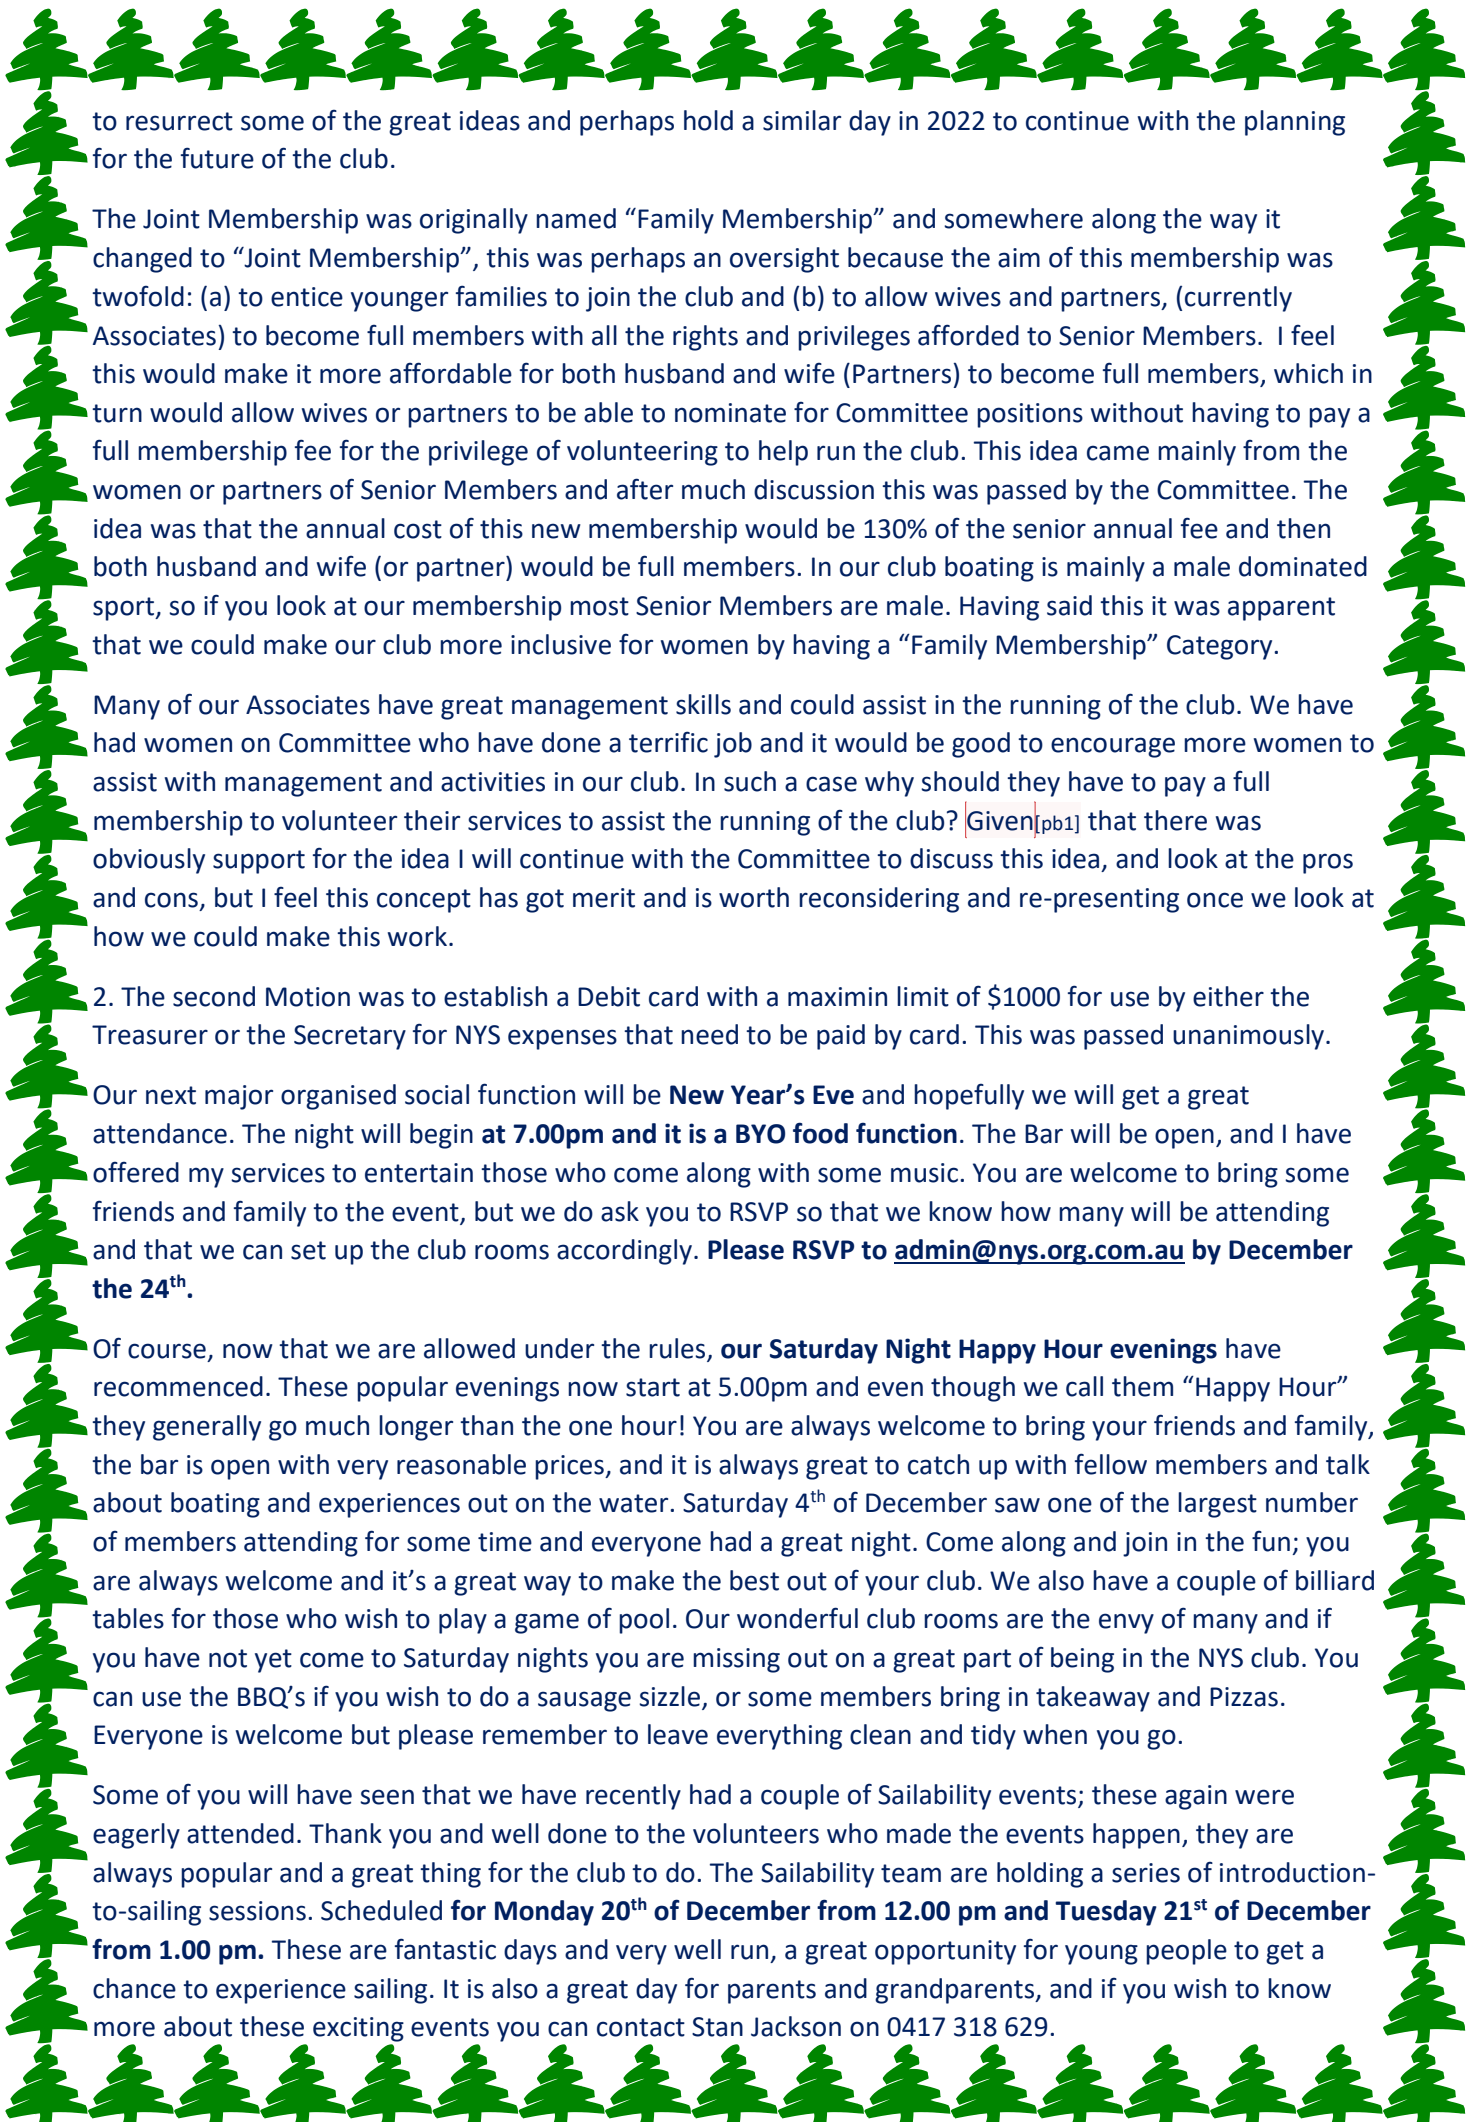 to resurrect some of the great ideas and perhaps hold a similar day in 2022 to continue with the planning
for the future of the club.
The Joint Membership was originally named “Family Membership” and somewhere along the way it
changed to “Joint Membership”, this was perhaps an oversight because the aim of this membership was
twofold: (a) to entice younger families to join the club and (b) to allow wives and partners, (currently
Associates) to become full members with all the rights and privileges afforded to Senior Members.  I feel
this would make it more affordable for both husband and wife (Partners) to become full members, which in
turn would allow wives or partners to be able to nominate for Committee positions without having to pay a
full membership fee for the privilege of volunteering to help run the club. This idea came mainly from the
women or partners of Senior Members and after much discussion this was passed by the Committee. The
idea was that the annual cost of this new membership would be 130% of the senior annual fee and then
both husband and wife (or partner) would be full members. In our club boating is mainly a male dominated
sport, so if you look at our membership most Senior Members are male. Having said this it was apparent
that we could make our club more inclusive for women by having a “Family Membership” Category.
Many of our Associates have great management skills and could assist in the running of the club. We have
had women on Committee who have done a terrific job and it would be good to encourage more women to
assist with management and activities in our club. In such a case why should they have to pay a full
membership to volunteer their services to assist the running of the club? Given[pb1] that there was
obviously support for the idea I will continue with the Committee to discuss this idea, and look at the pros
and cons, but I feel this concept has got merit and is worth reconsidering and re-presenting once we look at
how we could make this work.
2. The second Motion was to establish a Debit card with a maximin limit of $1000 for use by either the
Treasurer or the Secretary for NYS expenses that need to be paid by card. This was passed unanimously.
Our next major organised social function will be New Year’s Eve and hopefully we will get a great
attendance. The night will begin at 7.00pm and it is a BYO food function. The Bar will be open, and I have
offered my services to entertain those who come along with some music. You are welcome to bring some
friends and family to the event, but we do ask you to RSVP so that we know how many will be attending
and that we can set up the club rooms accordingly. Please RSVP to admin@nys.org.com.au by December
the 24th.
Of course, now that we are allowed under the rules, our Saturday Night Happy Hour evenings have
recommenced. These popular evenings now start at 5.00pm and even though we call them “Happy Hour”
they generally go much longer than the one hour! You are always welcome to bring your friends and family,
the bar is open with very reasonable prices, and it is always great to catch up with fellow members and talk
about boating and experiences out on the water. Saturday 4th of December saw one of the largest number
of members attending for some time and everyone had a great night. Come along and join in the fun; you
are always welcome and it’s a great way to make the best out of your club. We also have a couple of billiard
tables for those who wish to play a game of pool. Our wonderful club rooms are the envy of many and if
you have not yet come to Saturday nights you are missing out on a great part of being in the NYS club. You
can use the BBQ’s if you wish to do a sausage sizzle, or some members bring in takeaway and Pizzas.
Everyone is welcome but please remember to leave everything clean and tidy when you go.
Some of you will have seen that we have recently had a couple of Sailability events; these again were
eagerly attended. Thank you and well done to the volunteers who made the events happen, they are
always popular and a great thing for the club to do. The Sailability team are holding a series of introduction-
to-sailing sessions. Scheduled for Monday 20th of December from 12.00 pm and Tuesday 21st of December
from 1.00 pm. These are fantastic days and very well run, a great opportunity for young people to get a
chance to experience sailing. It is also a great day for parents and grandparents, and if you wish to know
more about these exciting events you can contact Stan Jackson on 0417 318 629.